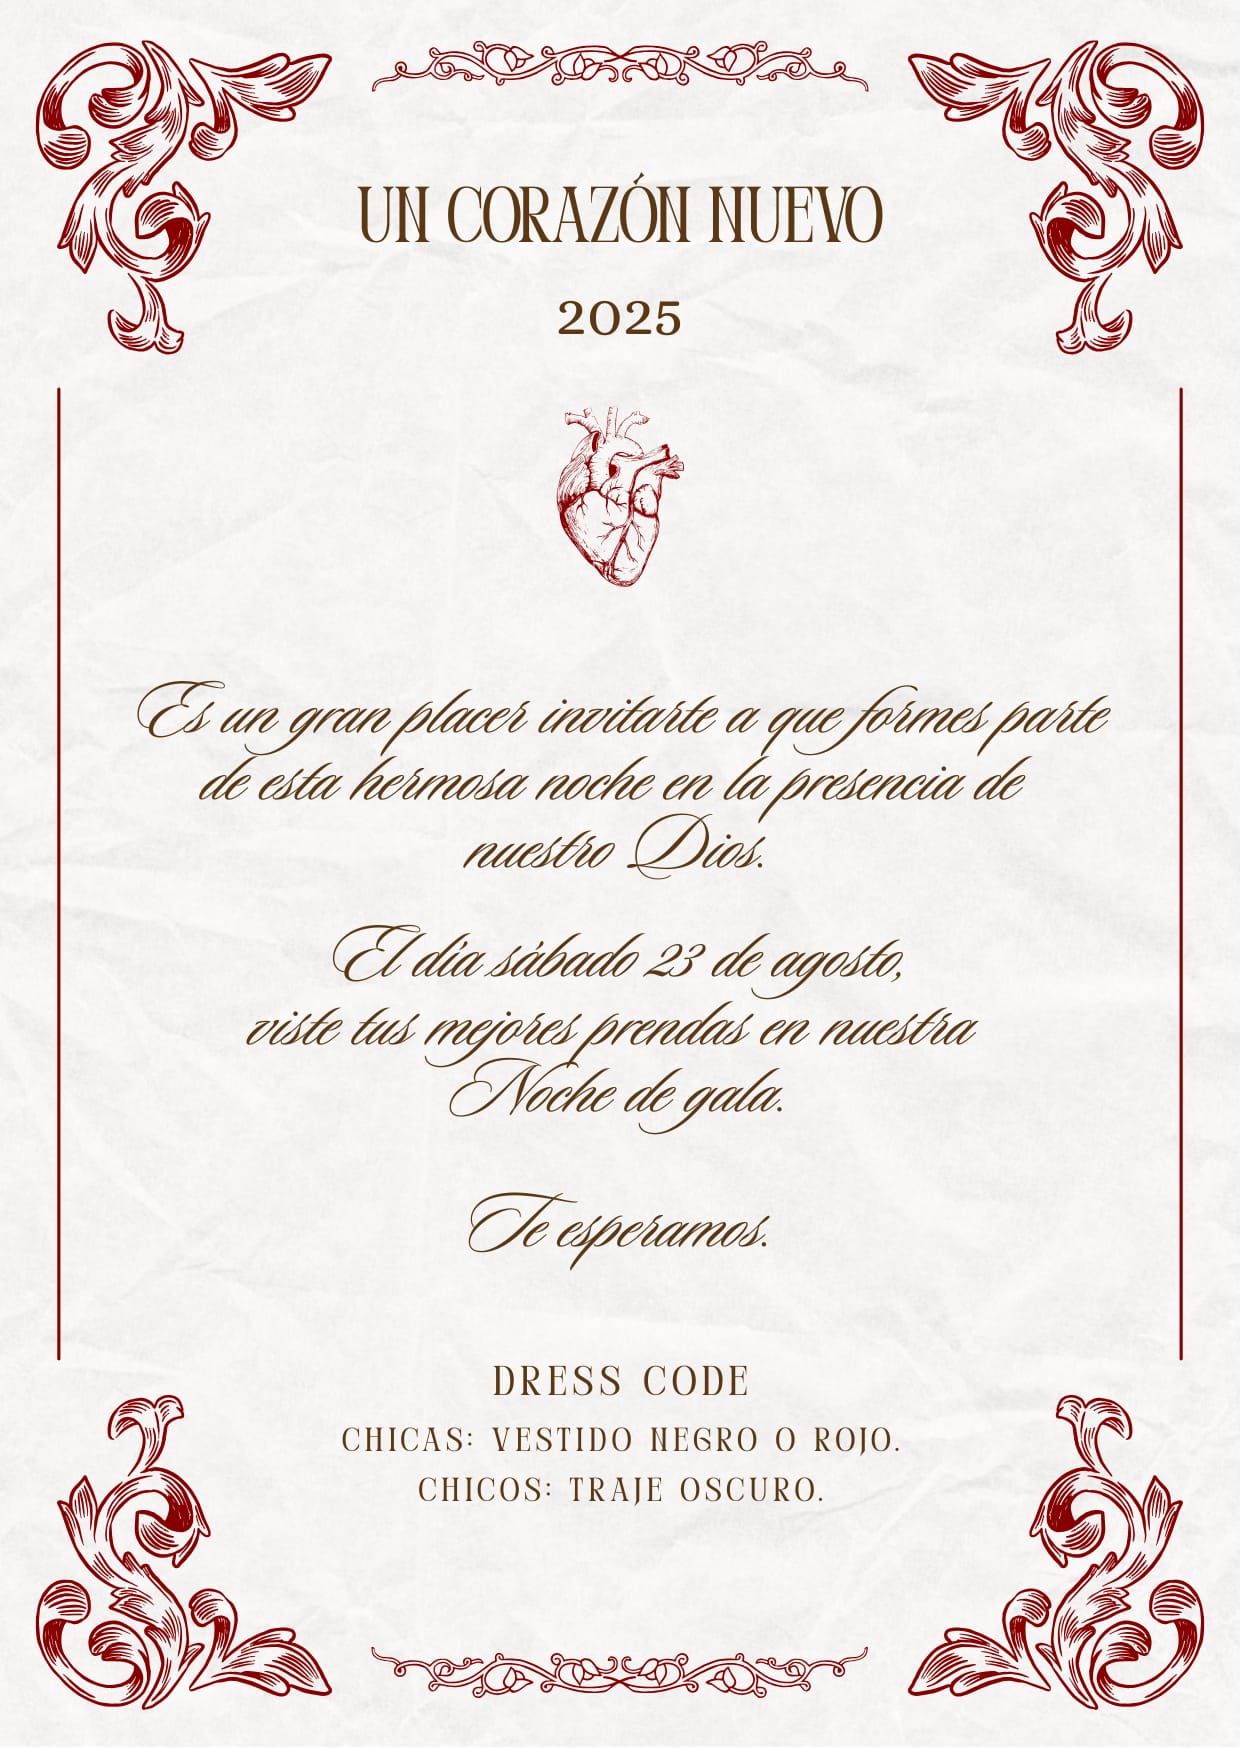 UN CORAZÓN NUEVO
2025
Es un gran placer invitarte a que formes parte
de esta hermosa noche en la presencia de
nuestro Dios.
El día sábado 23 de agosto,
viste tus mejores prendas en nuestra
Noche de gala.
Te esperamos.
DRESS CODE
CHICAS: VESTIDO NEGRO O ROJO.
CHICOS: TRAJE OSCURO.